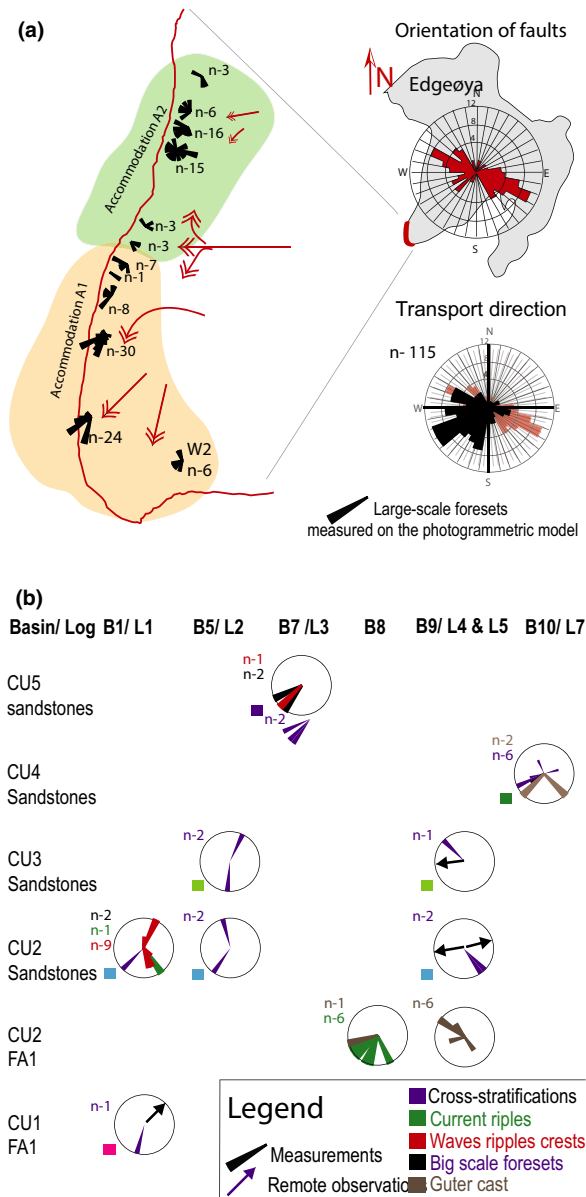 (a)
Orientation of faults
N
Edgeøya
N
12
8
4
W
E
S
Accommodation A2
n-3
n-6
n-16
n-15
n-3
n-3
n-7
n-1
n-8
n-30
Accommodation A1
n-24
W2
n-6
Transport direction
n- 115
N
12
8
4
W
E
S
Large-scale foresets
measured on the photogrammetric model
(b)
Basin/ Log B1/ L1 B5/ L2 B7 /L3 B8 B9/ L4 & L5 B10/ L7
CU5
sandstones
n-1
n-2
n-2
CU4
Sandstones
n-2
n-6
CU3
Sandstones
n-2
n-1
CU2
Sandstones
n-2
n-1
n-9
n-2
n-2
CU2
FA1
n-1
n-6
n-6
CU1
FA1
n-1
Legend
Measurements
Remote observations
Cross-stratifications
Current riples
Waves ripples crests
Big scale foresets
Guter cast